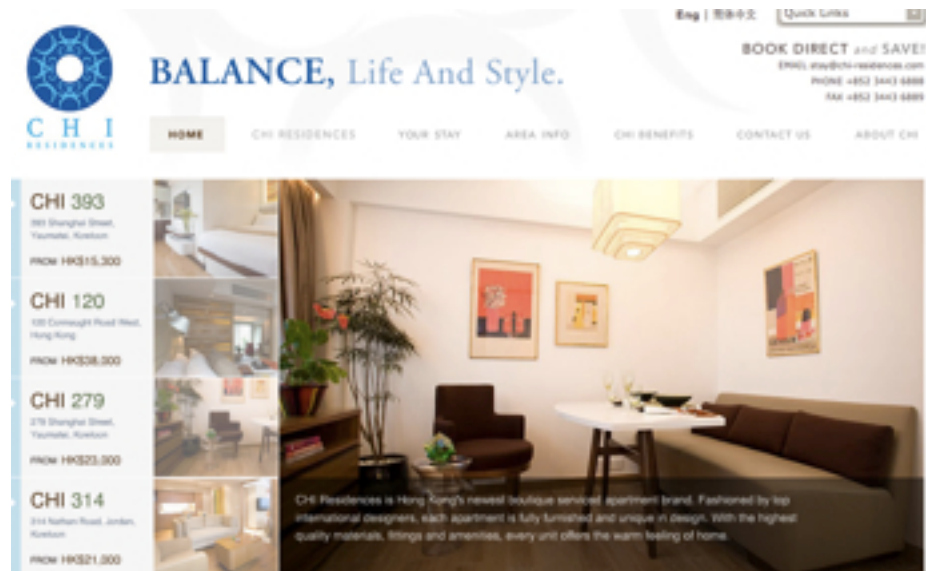 Eng | 简体中文
Quick Links
BOOK DIRECT and SAVE!
EMAIL stay@chi-residences.com
PHONE +852 3443 6888
FAX +852 3443 6889
CHI
RESIDENCES
BALANCE, Life And Style.
HOME
CHI RESIDENCES
YOUR STAY
AREA INFO
CHI BENEFITS
CONTACT US
ABOUT CHI
CHI 393
393 Shanghai Street,
Yaumatei, Kowloon
FROM HK$15,300
CHI 120
120 Connaught Road West,
Hong Kong
FROM HK$38,000
CHI 279
279 Shanghai Street,
Yaumatei, Kowloon
FROM HK$23,000
CHI 314
314 Nathan Road, Jordan,
Kowloon
FROM HK$21,000
CHI Residences is Hong Kong's newest boutique serviced apartment brand. Fashioned by top
international designers, each apartment is fully furnished and unique in design. With the highest
quality materials, fittings and amenities, every unit offers the warm feeling of home.